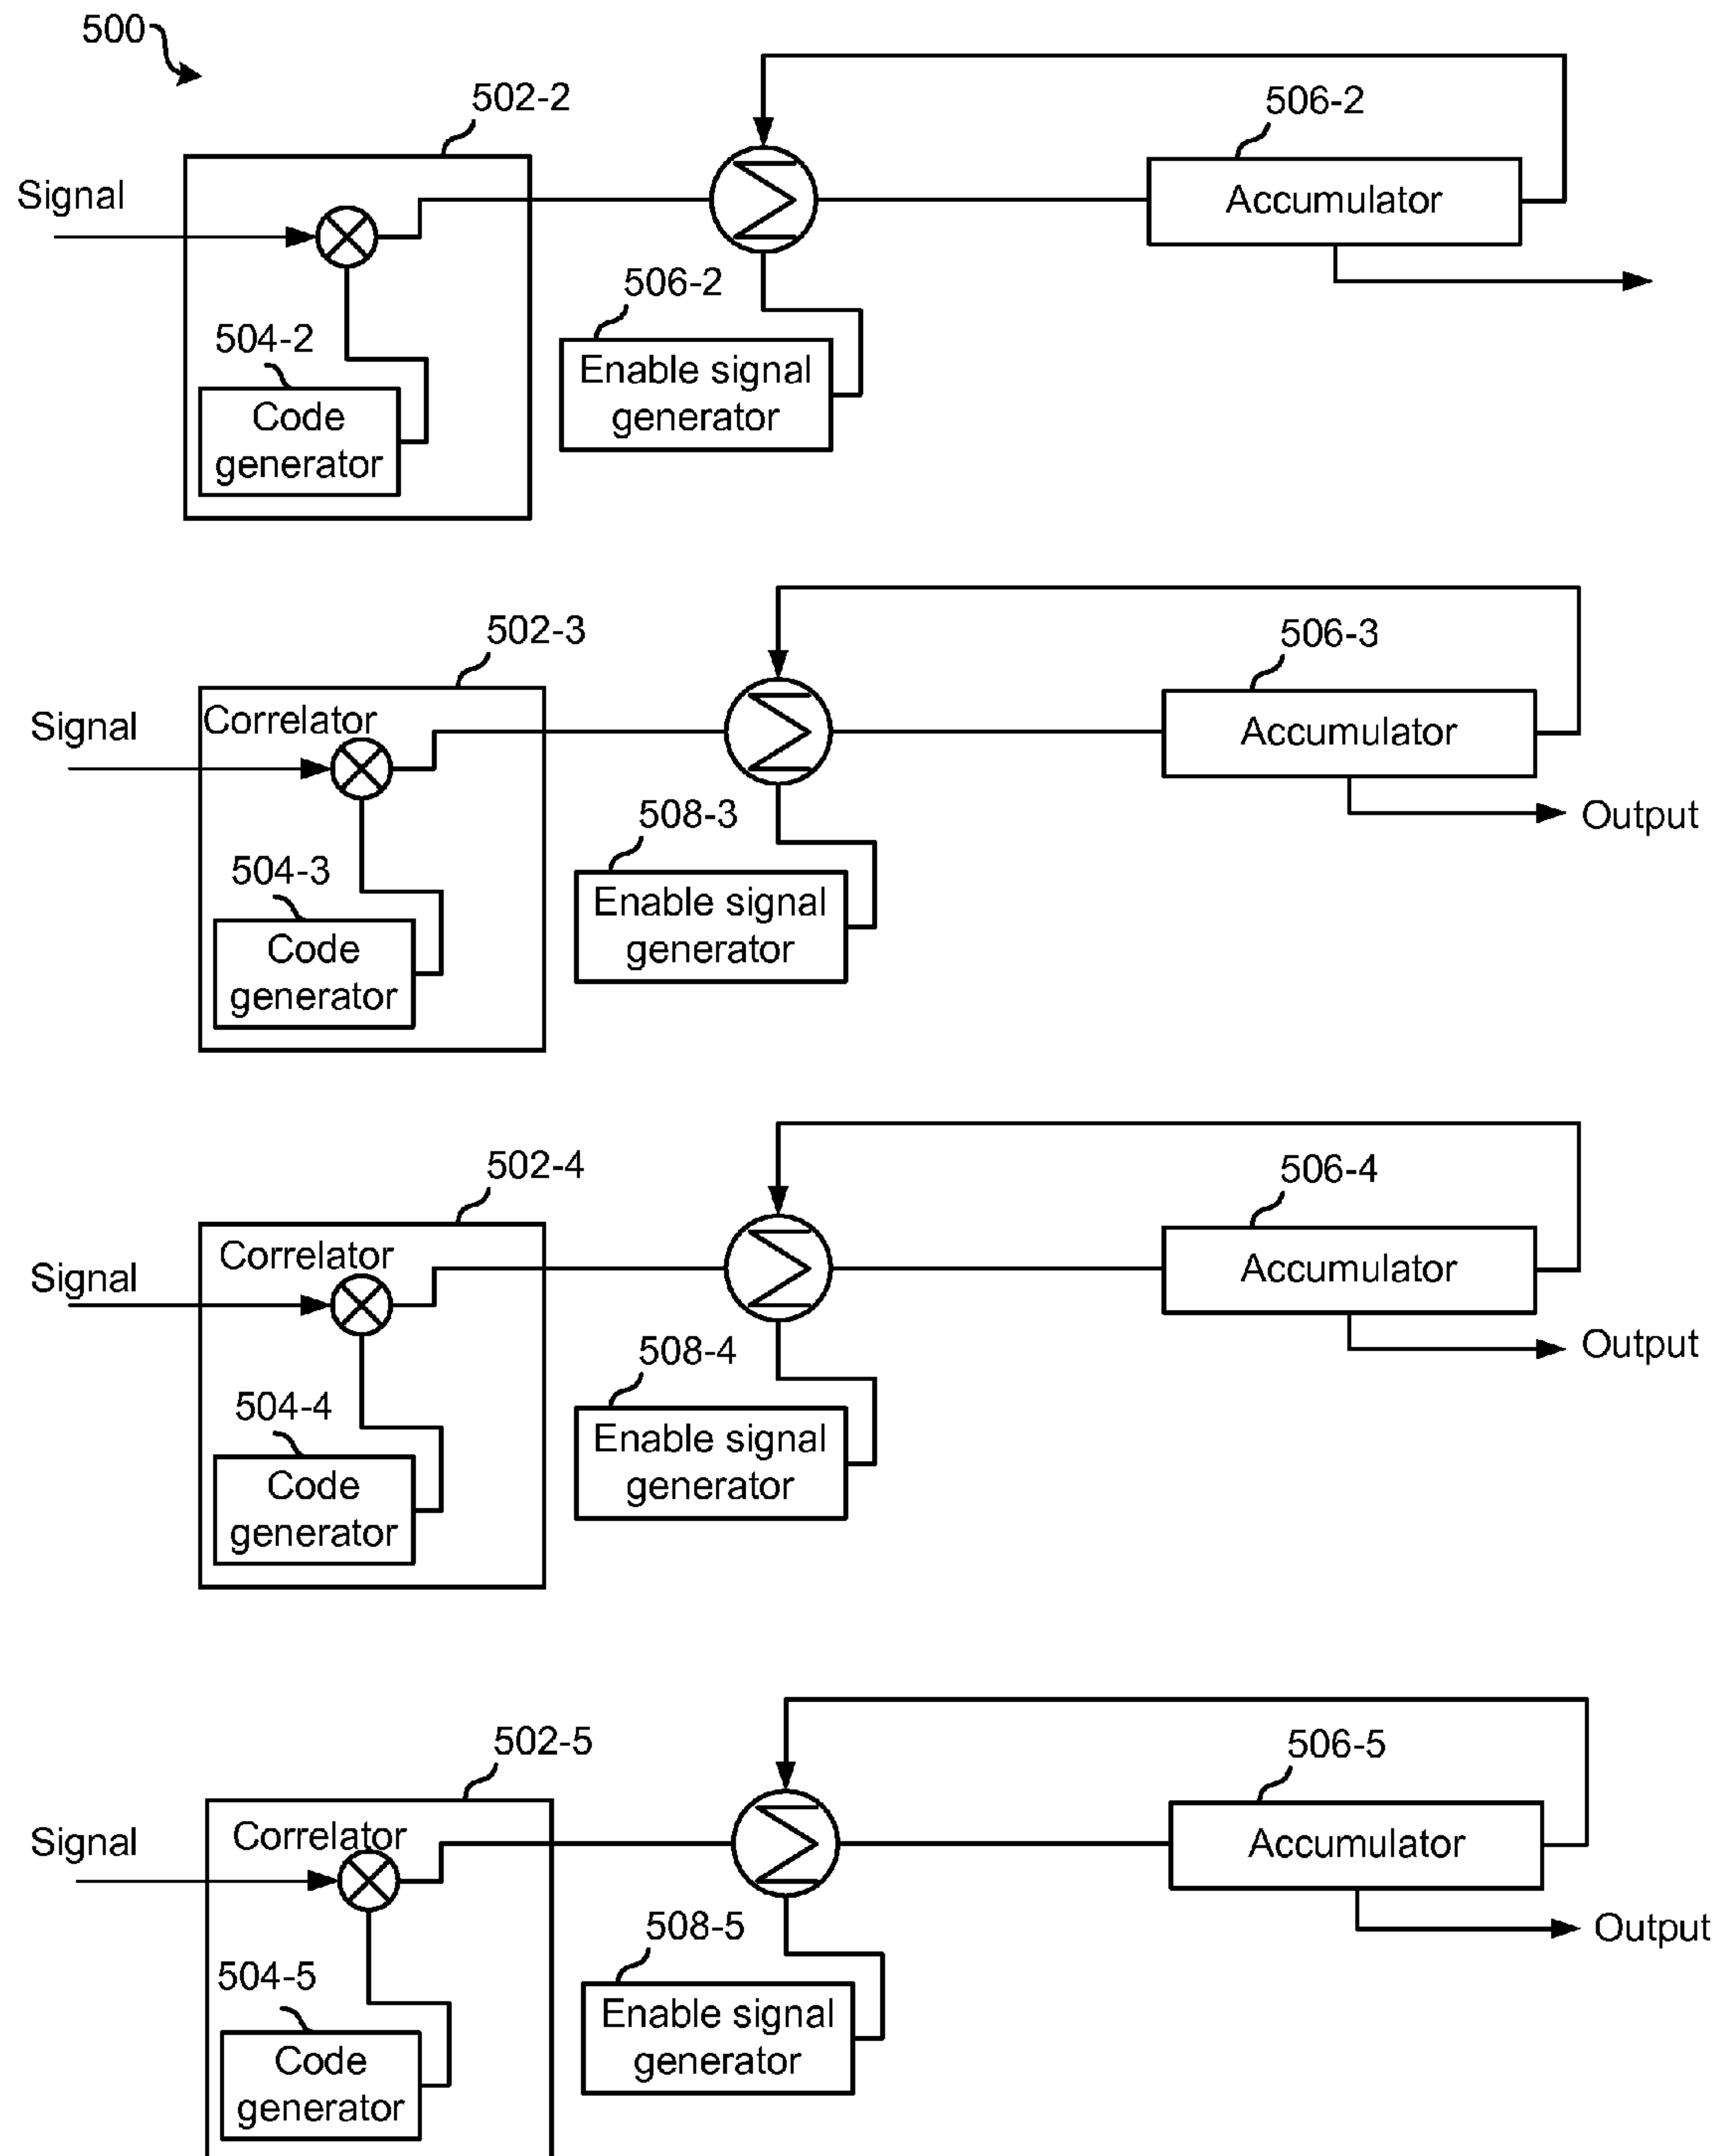 500
502-2
506-2
Signal
Accumulator
506-2
504-2
Enable signal
generator
Code
generator
502-3
506-3
Signal
Correlator
Accumulator
508-3
Output
504-3
Enable signal
generator
Code
generator
502-4
506-4
Signal
Correlator
Accumulator
508-4
Output
504-4
Enable signal
generator
Code
generator
502-5
506-5
Signal
Correlator
Accumulator
508-5
Output
504-5
Enable signal
generator
Code
generator